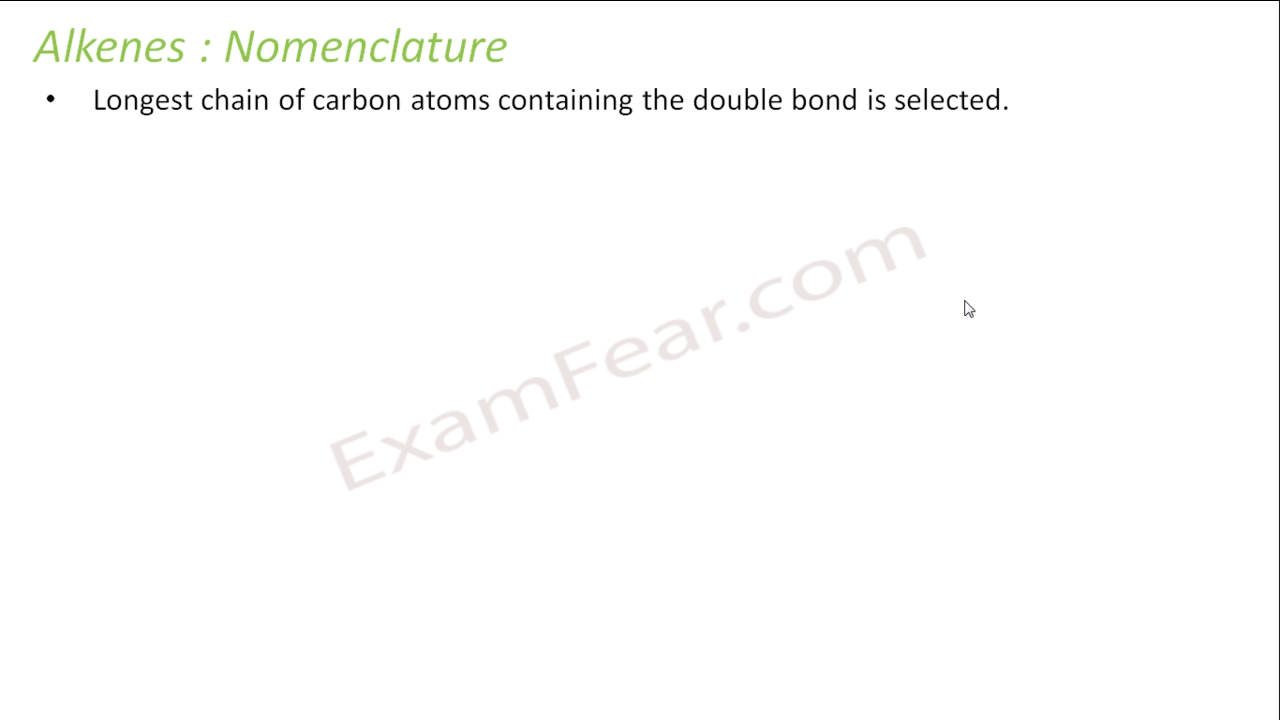 Alkenes : Nomenclature
• Longest chain of carbon atoms containing the double bond is selected.
ExamFear.com